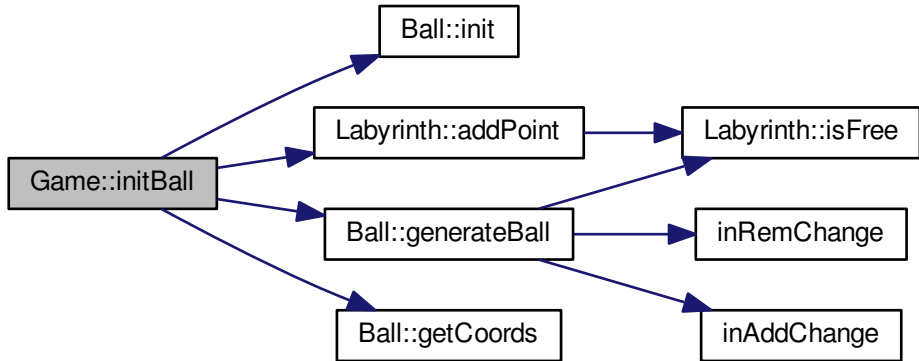 Ball::init
Labyrinth::addPoint
Labyrinth::isFree
Game::initBall
Ball::generateBall
inRemChange
Ball::getCoords
inAddChange